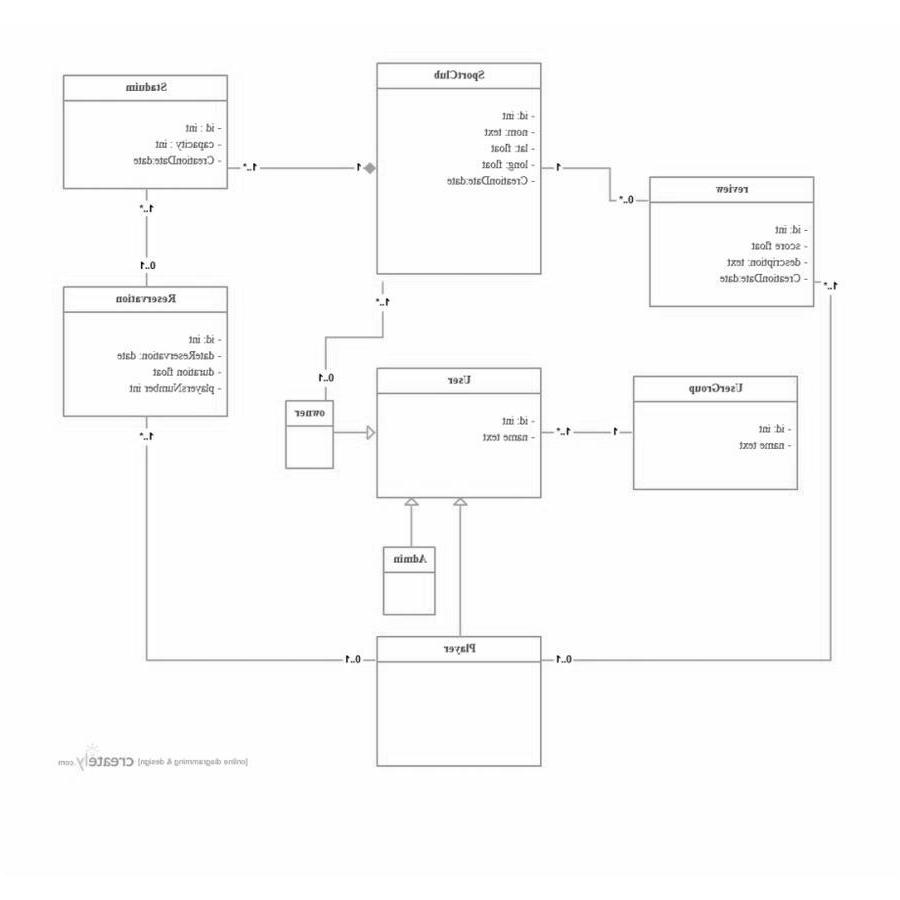 Staduim
- id : int
- capacity : int
- CreationDate:date
SportClub
- id: int
- nom: text
- lat: float
- long: float
- CreationDate:date
review
- id: int
- score float
- description: text
- CreationDate:date
1..*
1
1
0..*
1..*
0..1
1..*
1..*
0..1
Reservation
- id: int
- dateReservation: date
- duration float
- playersNumber int
owner
User
- id: int
- name text
UserGroup
- id: int
- name text
1..*
1
1..*
Admin
Player
0..1
0..1
[online diagramming & design] creately.com